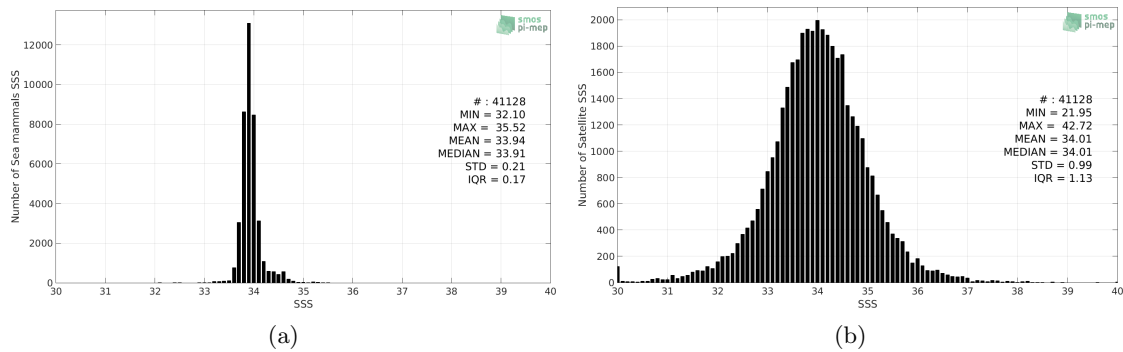 smos
pi-mep
12000
10000
8000
6000
4000
2000
0
Number of Sea mammals SSS
# : 41128
MIN = 32.10
MAX = 35.52
MEAN = 33.94
MEDIAN = 33.91
STD = 0.21
IQR = 0.17
30 31 32 33 34 35 36 37 38 39 40
SSS
(a)
smos
pi-mep
2000
1800
1600
1400
1200
1000
800
600
400
200
0
Number of Satellite SSS
# : 41128
MIN = 21.95
MAX = 42.72
MEAN = 34.01
MEDIAN = 34.01
STD = 0.99
IQR = 1.13
30 31 32 33 34 35 36 37 38 39 40
SSS
(b)